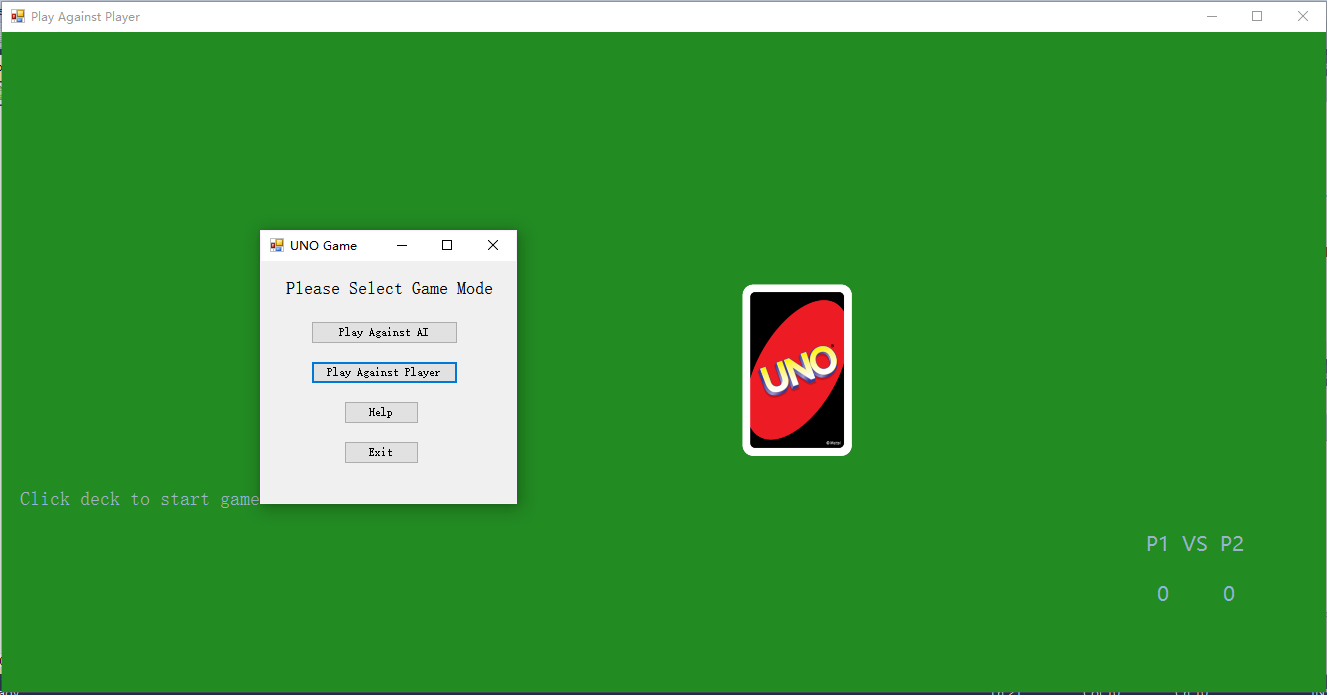 Play Against Player
UNO Game
Please Select Game Mode
Play Against AI
Play Against Player
Help
Exit
UNO
Click deck to start game
P1 VS P2
0 0